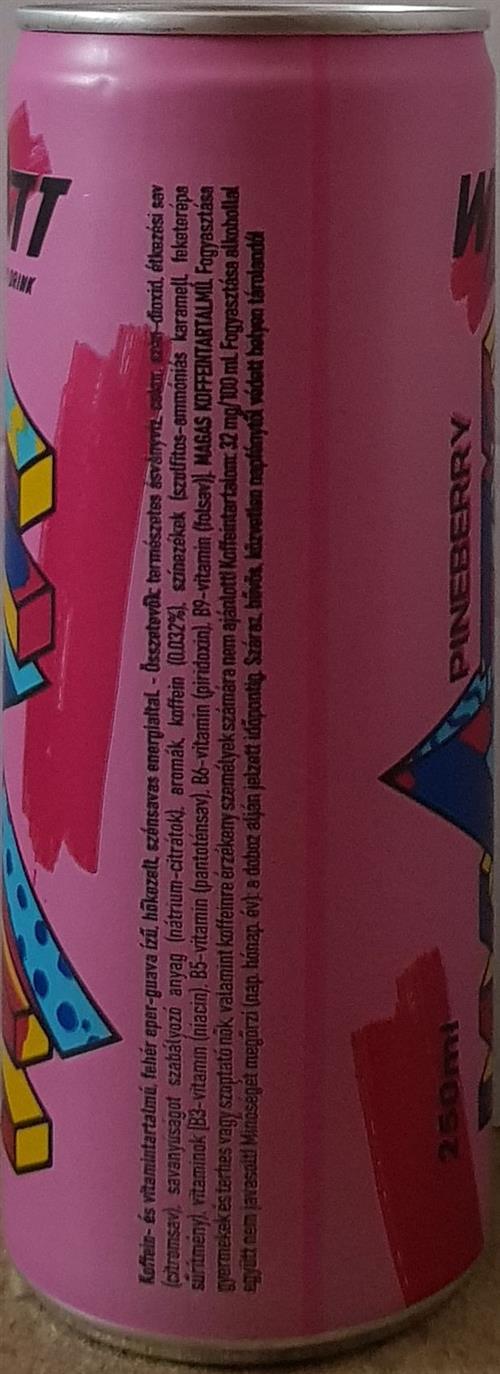 TT
DRINK
Koffein- és vitamintartalmú, fehér eper-guava ízű, hőkezelt, szénsavas energiaital. - Összetevők: természetes ásványvíz, cukor, szén-dioxid, étkezési sav
(citromsav), savanyúságot szabályozó anyag (nátrium-citrátok), aromák, koffein (0.032%), színezékek (szulfitos-ammóniás karamell, feketerépa
sűrítmény), vitaminok [B3-vitamin (niacin), B5-vitamin (pantoténsav), B6-vitamin (piridoxin), B9-vitamin (folsav)]. MAGAS KOFFEINTARTALMÚ. Fogyasztása
gyermekek és terhes vagy szoptató nők, valamint koffeinre érzékeny személyek számára nem ajánlott! Koffeintartalom: 32 mg/100 ml. Fogyasztása alkohollal
együtt nem javasolt! Minőségét megőrzi (nap, hónap, év): a doboz alján jelzett időpontig. Száraz, hűvös, közvetlen napfénytől védett helyen tárolandó!
W
PINEBERRY
250ml